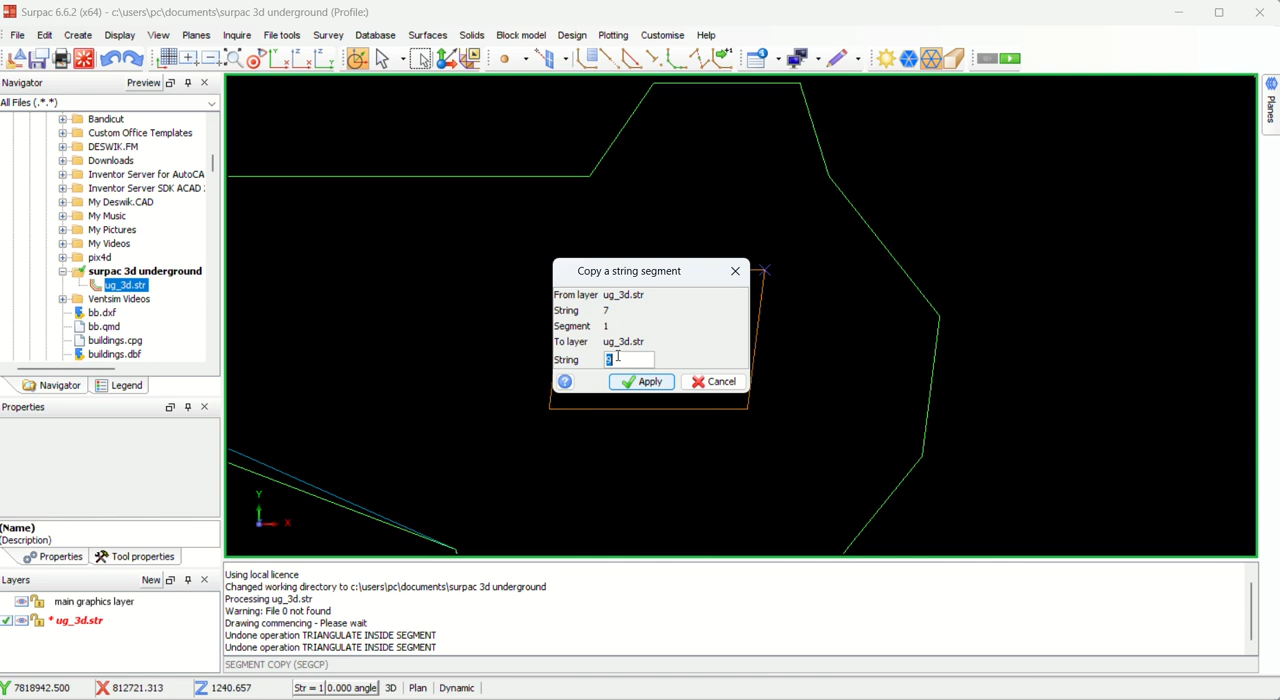 Surpac 6.6.2 (x64) - c:\users\pc\documents\surpac 3d underground (Profile:)
File Edit Create Display View Planes Inquire File tools Survey Database Surfaces Solids Block model Design Plotting Customise Help
Navigator Preview
All Files (*.*)
Bandicut
Custom Office Templates
DESWIK.FM
Downloads
Inventor Server for AutoCA
Inventor Server SDK ACAD
My Deswik.CAD
My Music
My Pictures
My Videos
pix4d
surpac 3d underground
ug_3d.str
Ventsim Videos
bb.dxf
bb.qmd
buildings.cpg
buildings.dbf
Navigator Legend
Properties
(Name)
(Description)
Properties Tool properties
Layers New
main graphics layer
* ug_3d.str
Planes
Copy a string segment
From layer ug_3d.str
String 7
Segment 1
To layer ug_3d.str
String
Apply Cancel
Y
X
Using local licence
Changed working directory to c:\users\pc\documents\surpac 3d underground
Processing ug_3d.str
Warning: File 0 not found
Drawing commencing - Please wait
Undone operation TRIANGULATE INSIDE SEGMENT
Undone operation TRIANGULATE INSIDE SEGMENT
SEGMENT COPY (SEGCP)
Y 7818942.500 X 812721.313 Z 1240.657 Str = 1 0.000 angle 3D Plan Dynamic